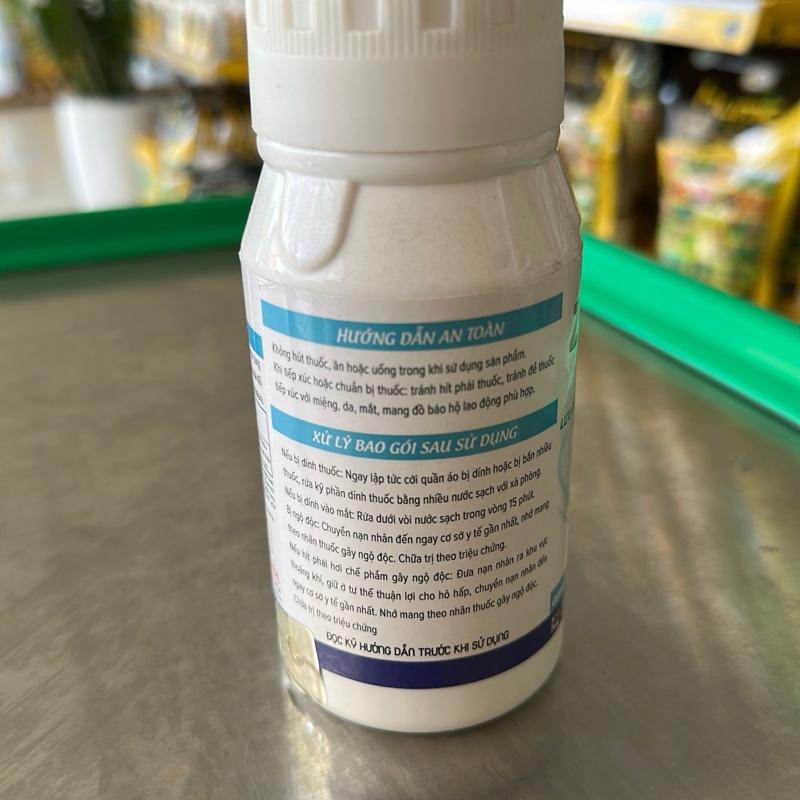 HƯỚNG DẪN AN TOÀN
Không hút thuốc, ăn hoặc uống trong khi sử dụng sản phẩm.
Khi tiếp xúc hoặc chuẩn bị thuốc: tránh hít phải thuốc, tránh để thuốc
tiếp xúc với miệng, da, mắt, mang đồ bảo hộ lao động phù hợp.
XỬ LÝ BAO GÓI SAU SỬ DỤNG
Nếu bị dính thuốc: Ngay lập tức cởi quần áo bị dính hoặc bị bắn nhiều
thuốc, rửa kỹ phần dính thuốc bằng nhiều nước sạch với xà phòng.
Nếu bị dính vào mắt: Rửa dưới vòi nước sạch trong vòng 15 phút.
Bị ngộ độc: Chuyển nạn nhân đến ngay cơ sở y tế gần nhất, nhớ mang
theo nhãn thuốc gây ngộ độc. Chữa trị theo triệu chứng.
Nếu hít phải hơi chế phẩm gây ngộ độc: Đưa nạn nhân ra khu vực
thoáng khí, giữ ở tư thế thuận lợi cho hô hấp, chuyển nạn nhân đến
ngay cơ sở y tế gần nhất. Nhớ mang theo nhãn thuốc gây ngộ độc.
Chữa trị theo triệu chứng
ĐỌC KỸ HƯỚNG DẪN TRƯỚC KHI SỬ DỤNG